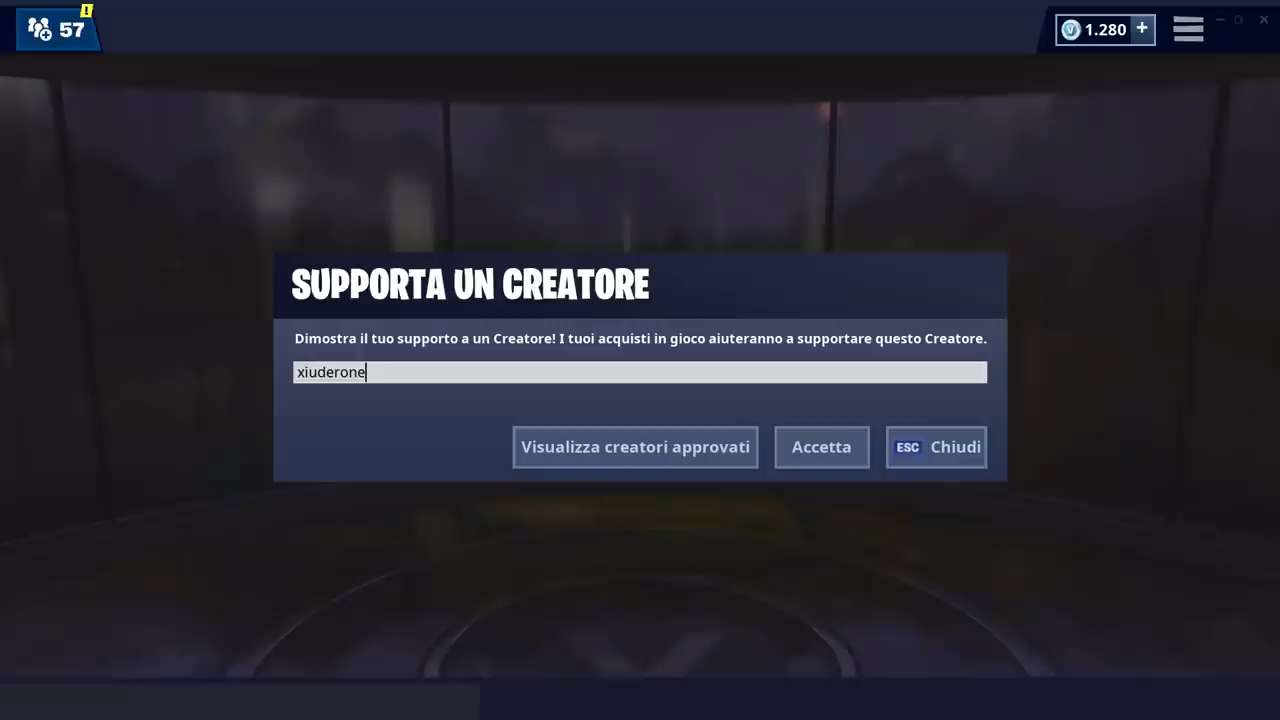 57
!
1.280 +
SUPPORTA UN CREATORE
Dimostra il tuo supporto a un Creatore! I tuoi acquisti in gioco aiuteranno a supportare questo Creatore.
xiuderone
Visualizza creatori approvati
Accetta
ESC Chiudi